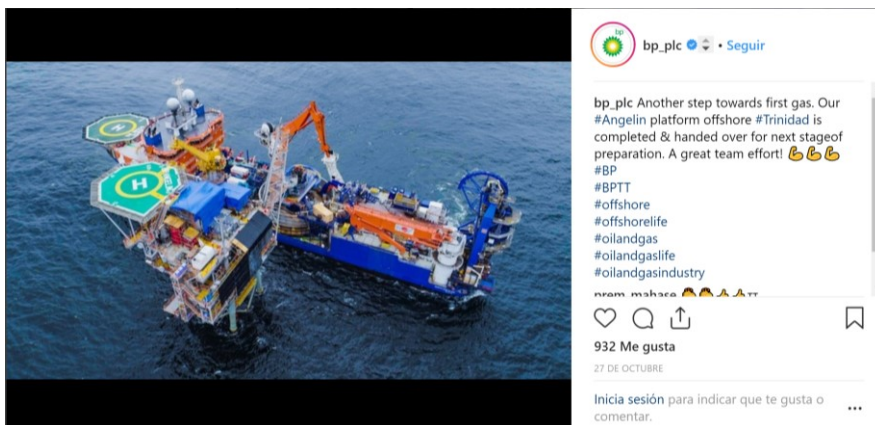 bp
bp_plc • Seguir
bp_plc Another step towards first gas. Our
#Angelin platform offshore #Trinidad is
completed & handed over for next stageof
preparation. A great team effort! 💪💪💪
#BP
#BPTT
#offshore
#offshorelife
#oilandgas
#oilandgaslife
#oilandgasindustry
prem_mahase
932 Me gusta
27 DE OCTUBRE
Inicia sesión para indicar que te gusta o
comentar.
H
H